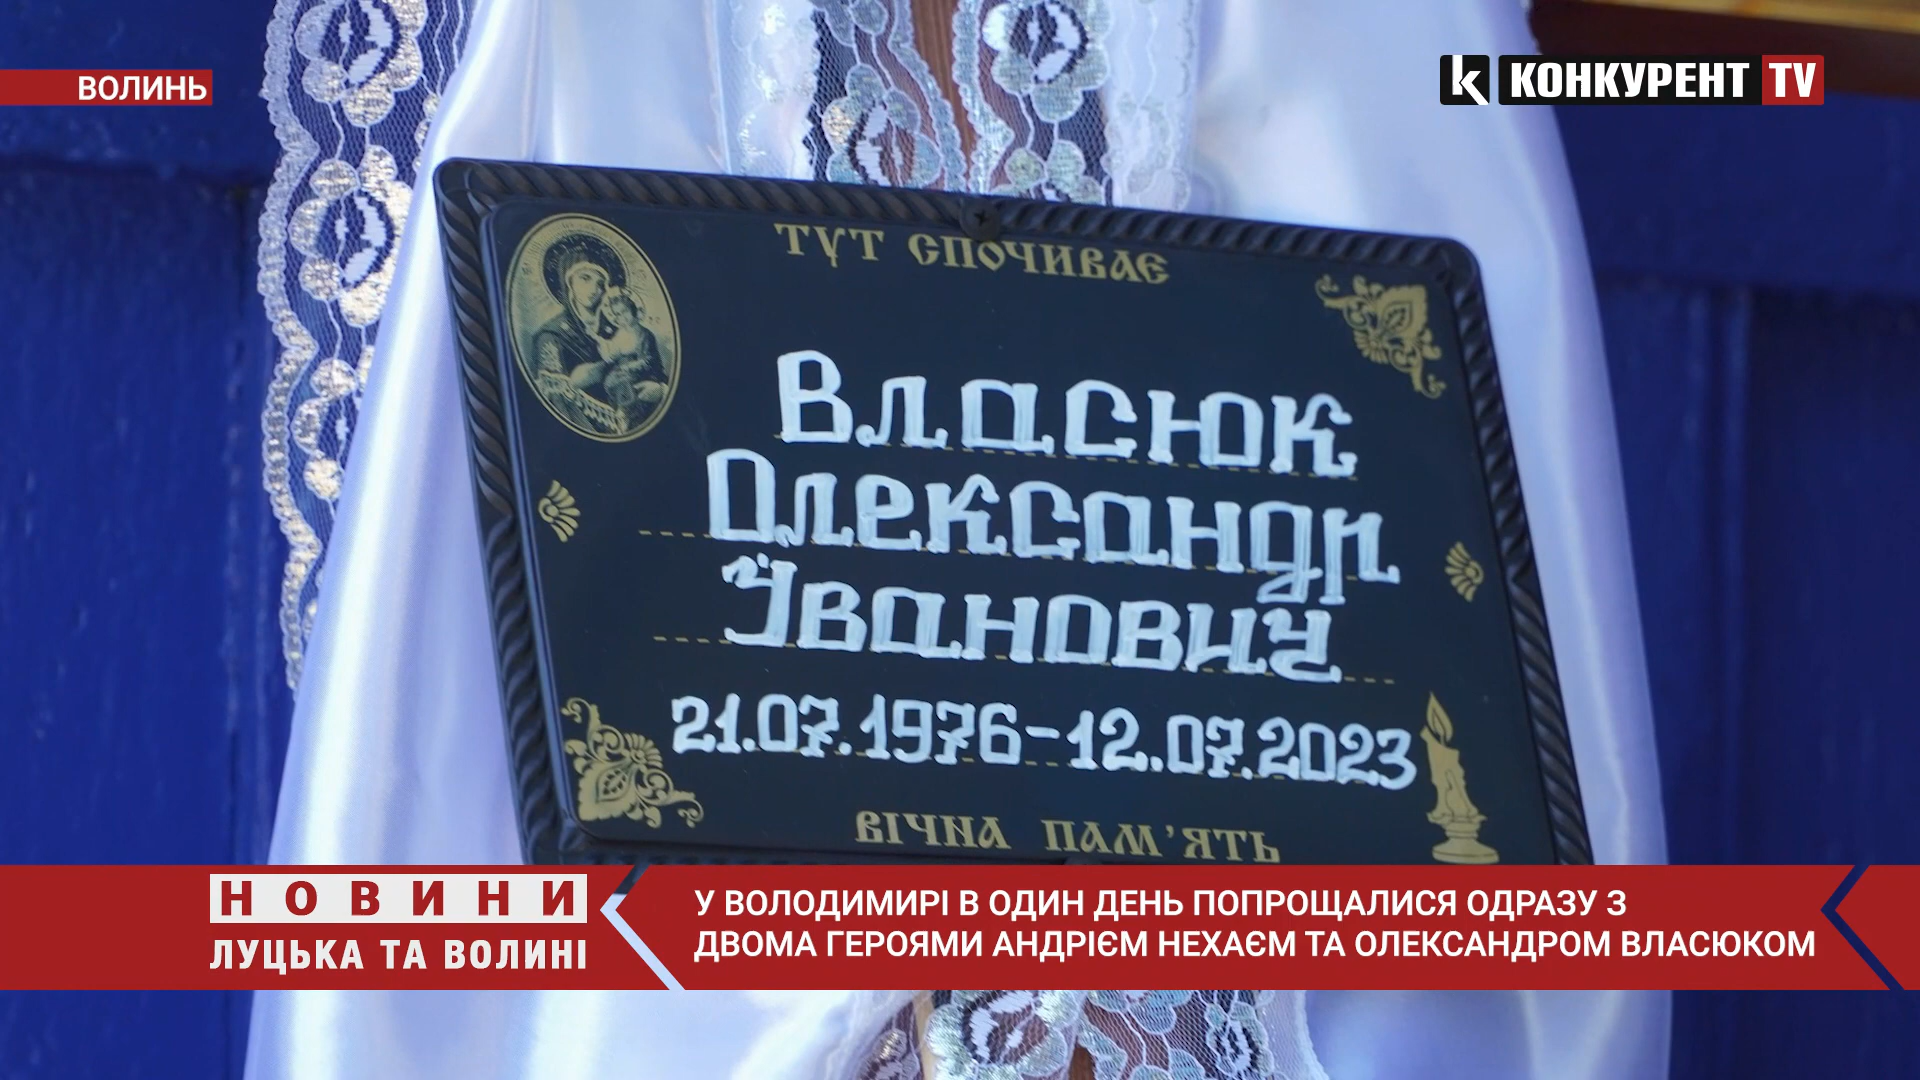 ВОЛИНЬ
k КОНКУРЕНТ TV
ТУТ СПОЧИВАЄ
Власюк
Олександр
Іванович
21.07.1976-12.07.2023
ВІЧНА ПАМ'ЯТЬ
НОВИНИ
ЛУЦЬКА ТА ВОЛИНІ
У ВОЛОДИМИРІ В ОДИН ДЕНЬ ПОПРОЩАЛИСЯ ОДРАЗУ З
ДВОМА ГЕРОЯМИ АНДРІЄМ НЕХАЄМ ТА ОЛЕКСАНДРОМ ВЛАСЮКОМ